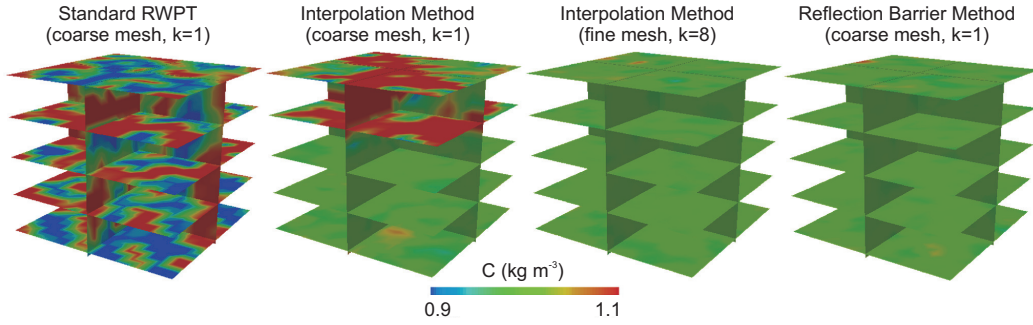 Standard RWPT
(coarse mesh, k=1)
Interpolation Method
(coarse mesh, k=1)
Interpolation Method
(fine mesh, k=8)
Reflection Barrier Method
(coarse mesh, k=1)
C (kg m⁻³)
0.9 1.1